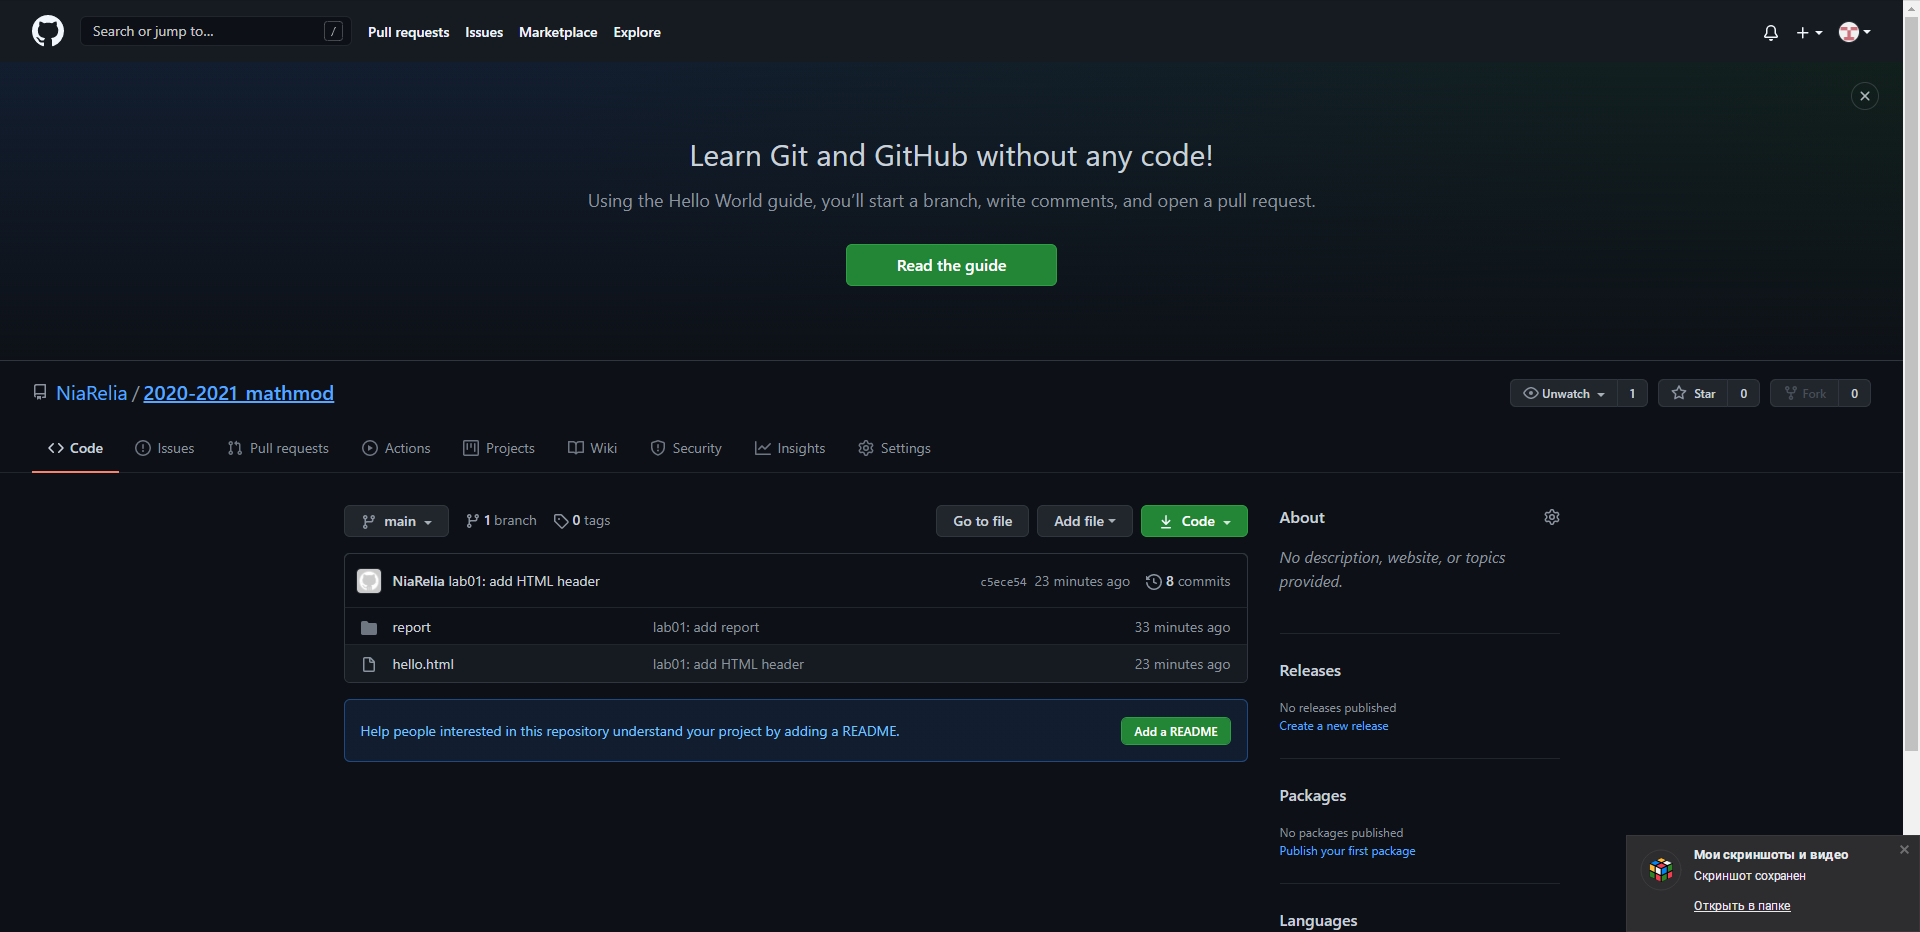 Search or jump to... /
Pull requests Issues Marketplace Explore
Learn Git and GitHub without any code!
Using the Hello World guide, you’ll start a branch, write comments, and open a pull request.
Read the guide
NiaRelia / 2020-2021_mathmod
Unwatch 1 Star 0 Fork 0
Code Issues Pull requests Actions Projects Wiki Security Insights Settings
main 1 branch 0 tags Go to file Add file Code
NiaRelia lab01: add HTML header c5ece54 23 minutes ago 8 commits
report lab01: add report 33 minutes ago
hello.html lab01: add HTML header 23 minutes ago
Help people interested in this repository understand your project by adding a README. Add a README
About
No description, website, or topics
provided.
Releases
No releases published
Create a new release
Packages
No packages published
Publish your first package
Languages
Мои скриншоты и видео
Скриншот сохранен
Открыть в папке